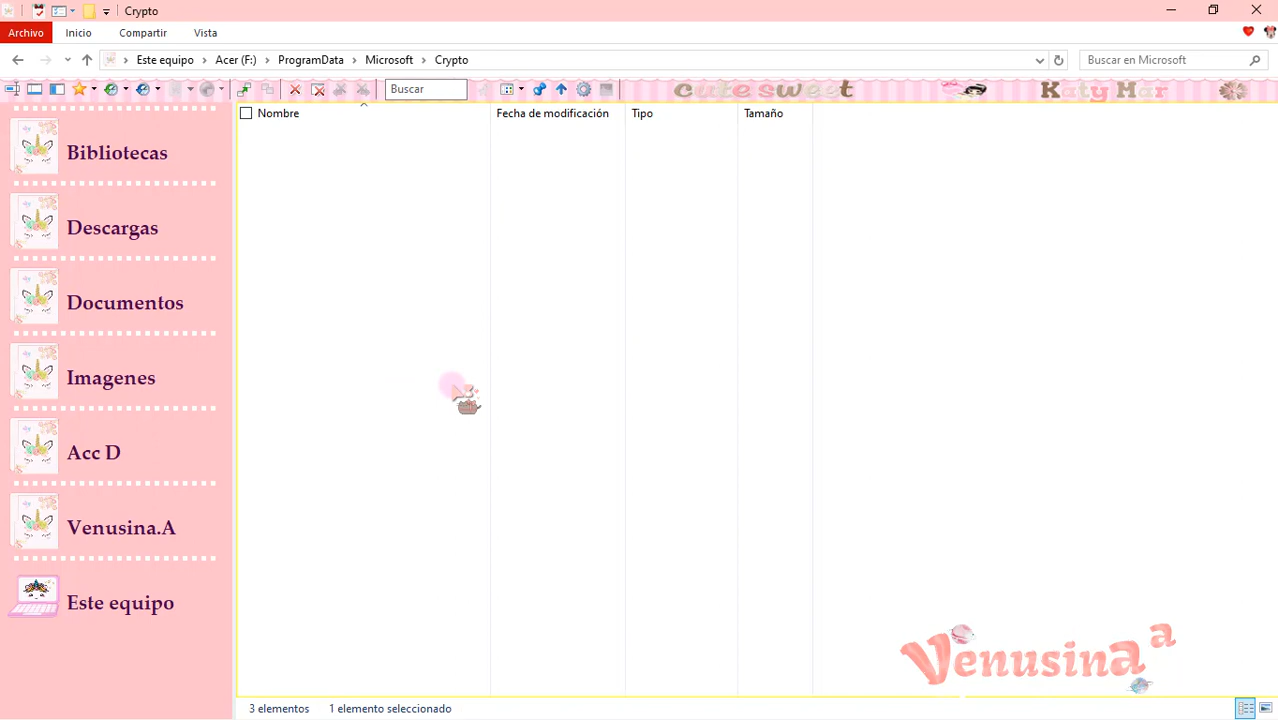 Crypto
Archivo Inicio Compartir Vista
Este equipo Acer (F:) ProgramData Microsoft Crypto Buscar en Microsoft
Buscar cute sweet Katy Mar
Nombre Fecha de modificación Tipo Tamaño
Bibliotecas
Descargas
Documentos
Imagenes
Acc D
Venusina.A
Este equipo
Venusina a
3 elementos 1 elemento seleccionado